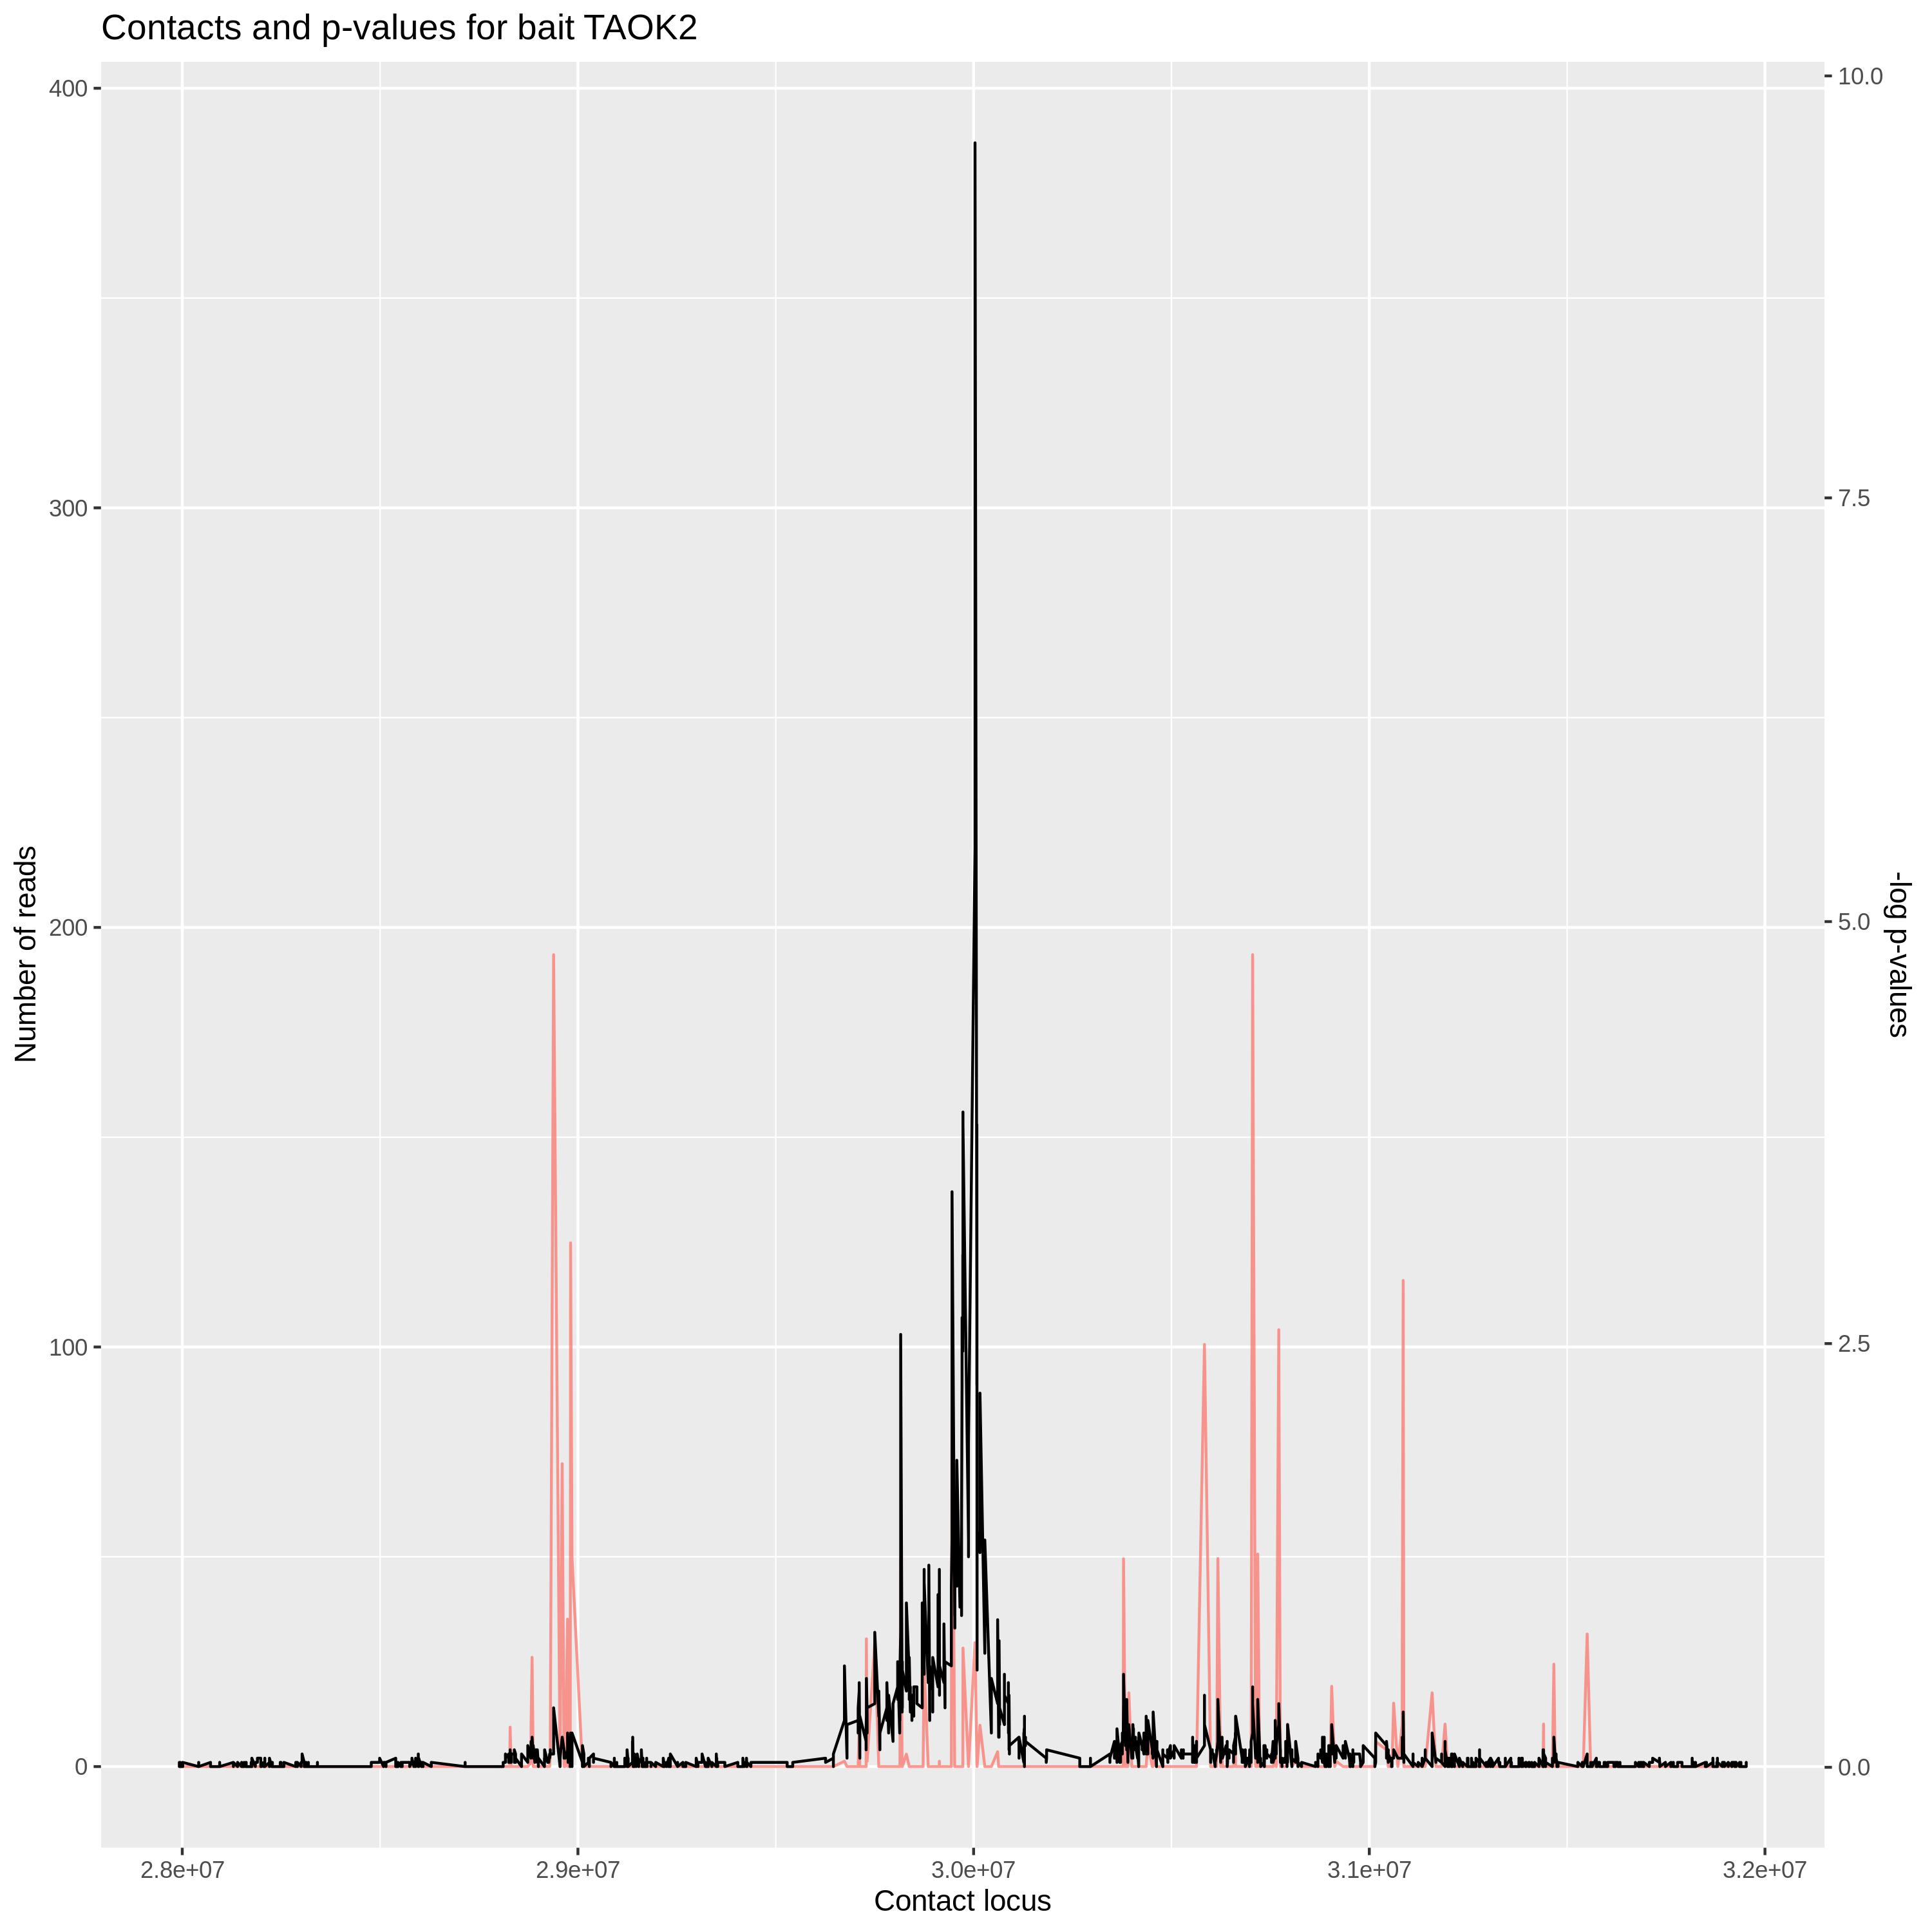 Contacts and p-values for bait TAOK2
400
300
200
100
0
Number of reads
10.0
7.5
5.0
2.5
0.0
-log p-values
2.8e+07
2.9e+07
3.0e+07
3.1e+07
3.2e+07
Contact locus